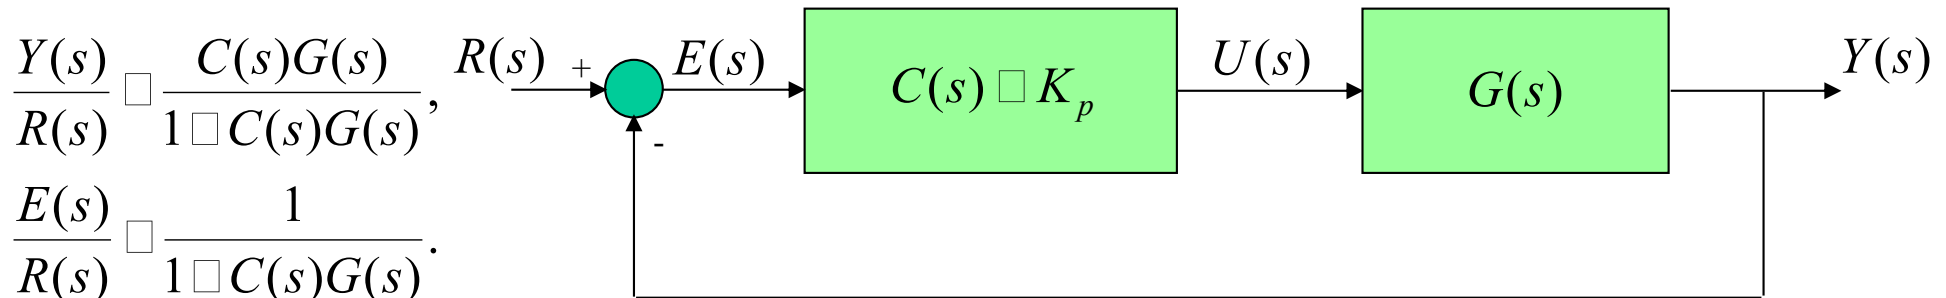 Y(s)/R(s) □ C(s)G(s)/1 □ C(s)G(s),
E(s)/R(s) □ 1/1 □ C(s)G(s).
R(s) + E(s) C(s) □ K_p U(s) G(s) Y(s)
-